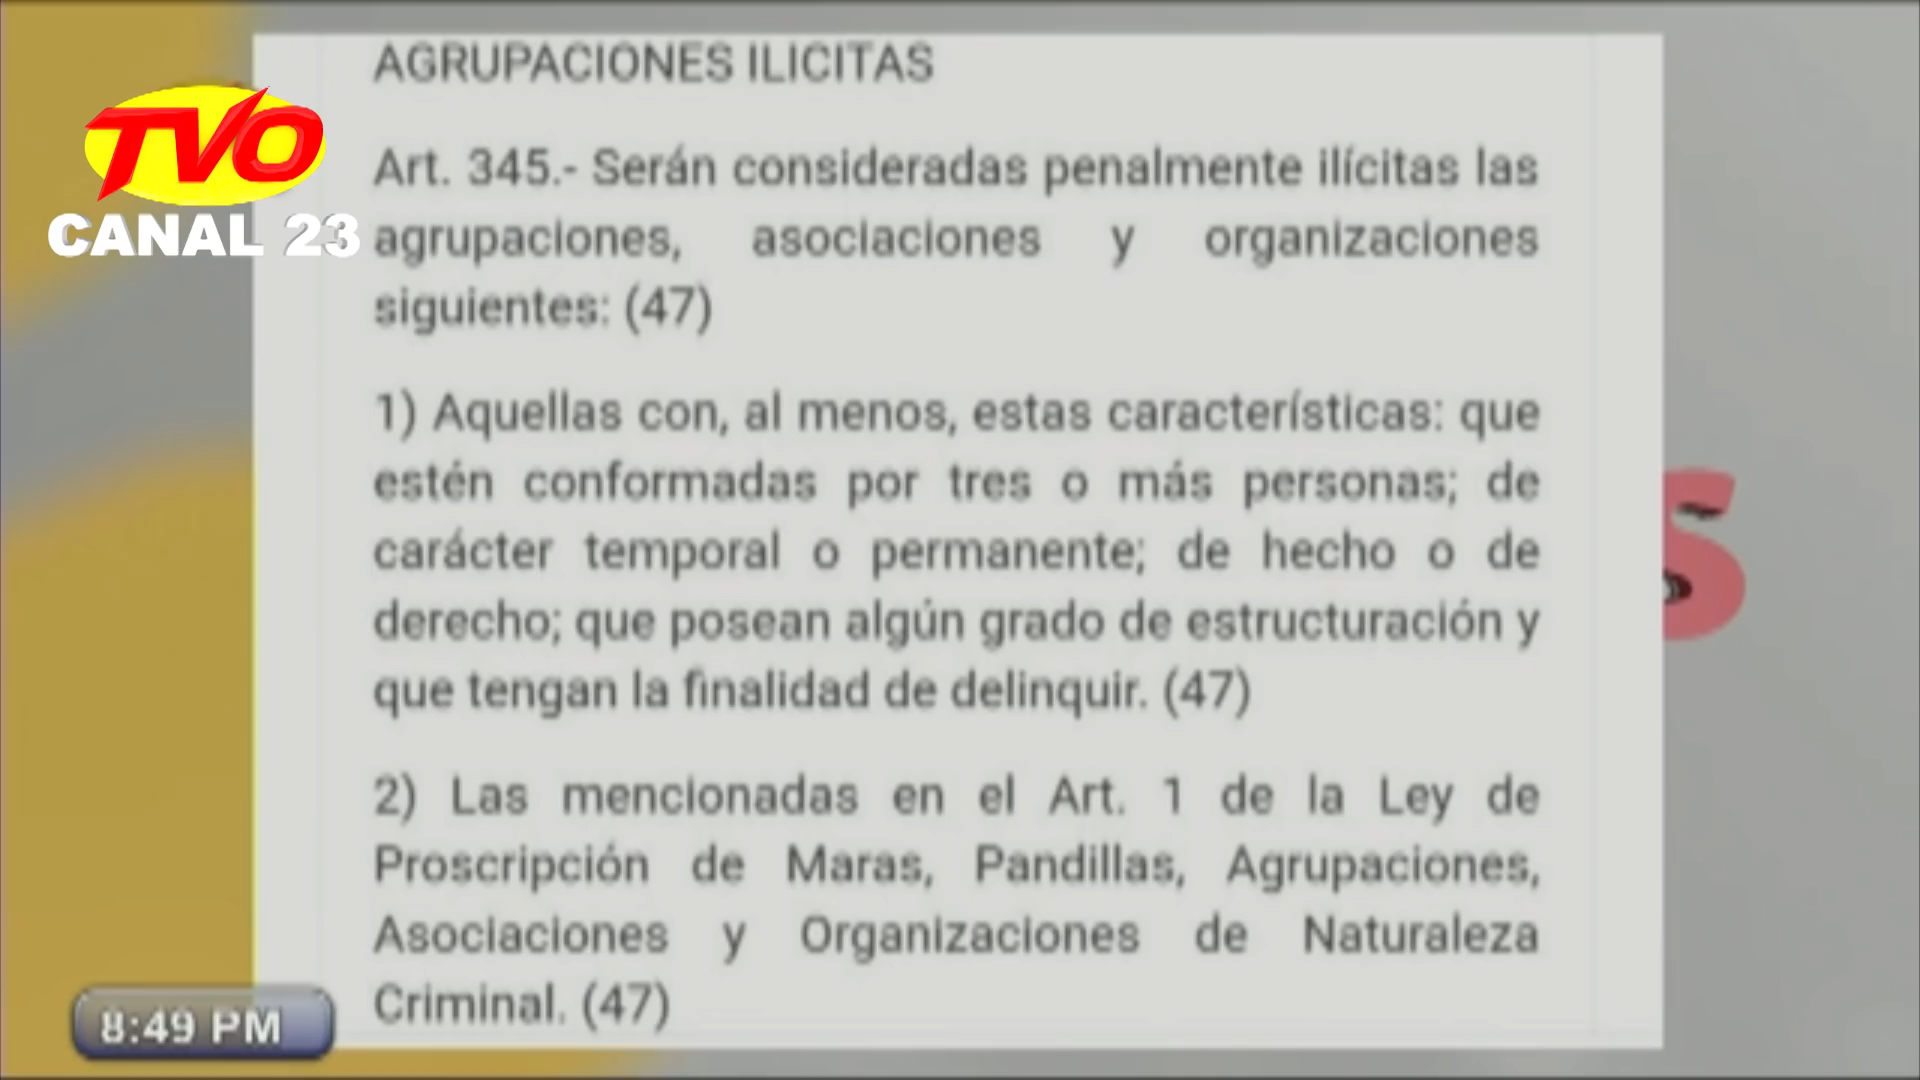 AGRUPACIONES ILICITAS
TVO
CANAL 23
Art. 345.- Serán consideradas penalmente ilícitas las
agrupaciones, asociaciones y organizaciones
siguientes: (47)
1) Aquellas con, al menos, estas características: que
estén conformadas por tres o más personas; de
carácter temporal o permanente; de hecho o de
derecho; que posean algún grado de estructuración y
que tengan la finalidad de delinquir. (47)
2) Las mencionadas en el Art. 1 de la Ley de
Proscripción de Maras, Pandillas, Agrupaciones,
Asociaciones y Organizaciones de Naturaleza
Criminal. (47)
8:49 PM